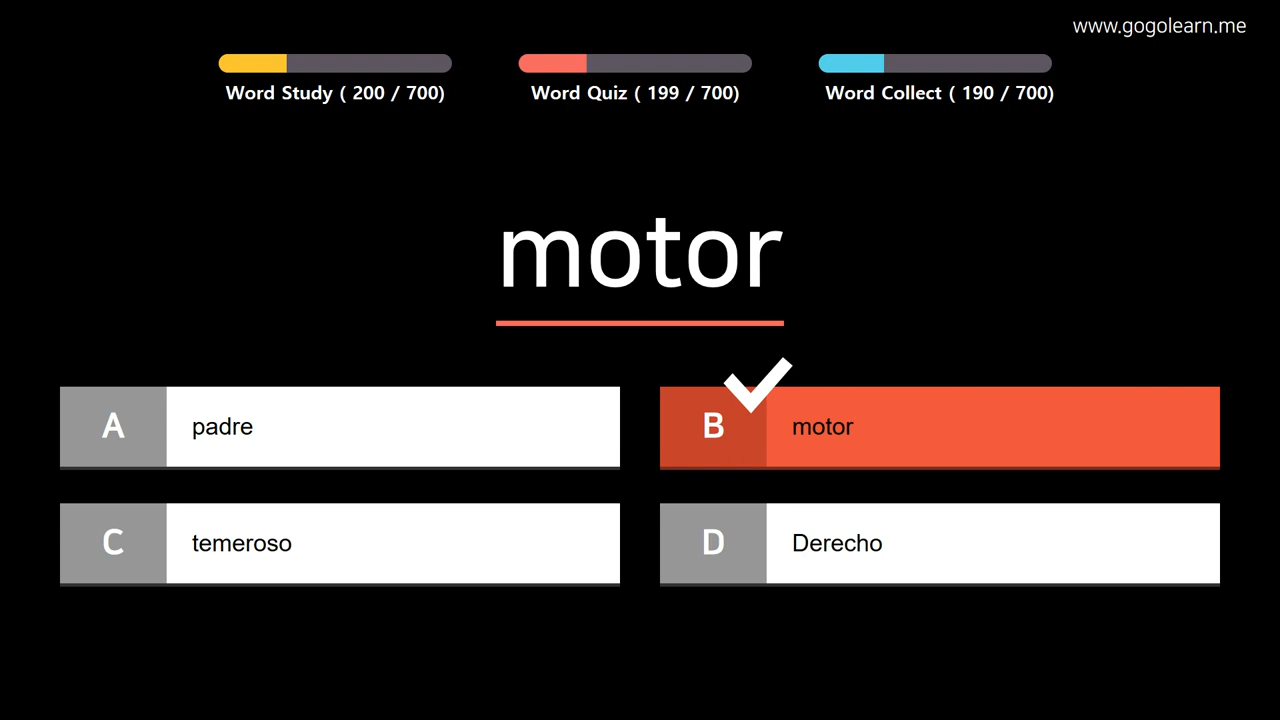 www.gogolearn.me
Word Study ( 200 / 700)
Word Quiz ( 199 / 700)
Word Collect ( 190 / 700)
motor
A padre
B motor
C temeroso
D Derecho